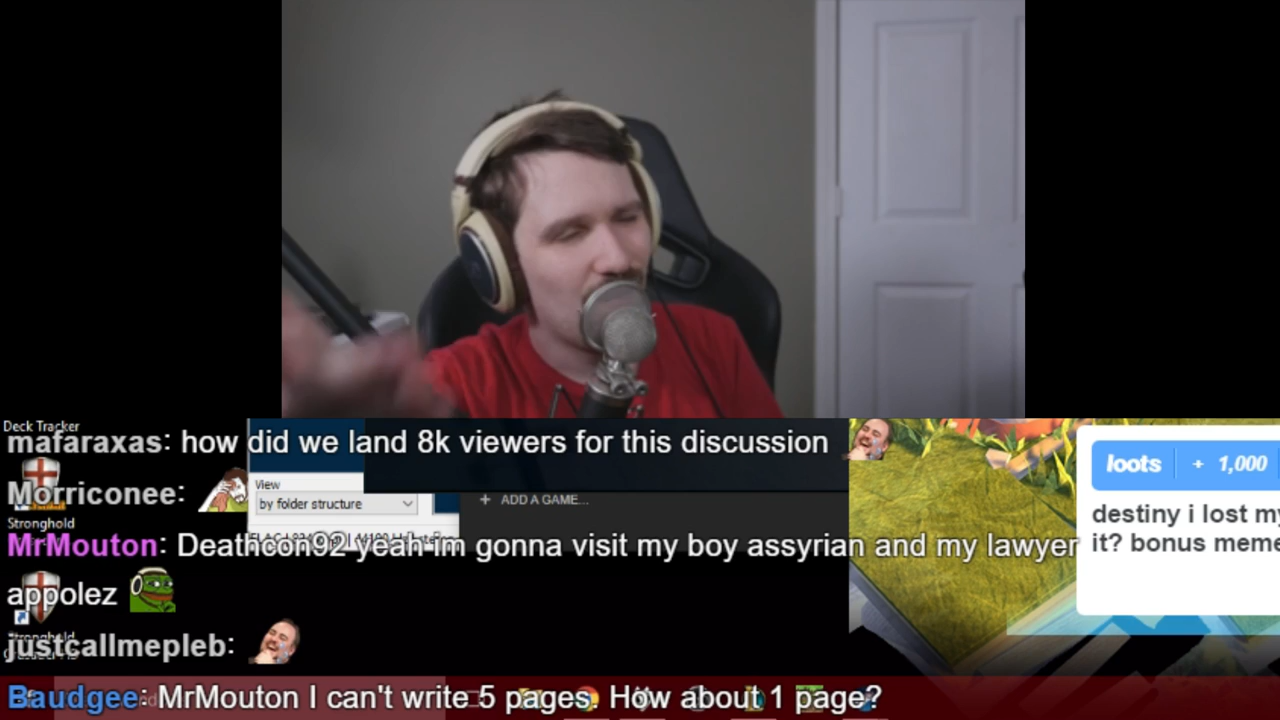 Deck Tracker
mafaraxas: how did we land 8k viewers for this discussion
loots + 1,000
Morriconee:
View
by folder structure
+ ADD A GAME...
destiny i lost my
it? bonus meme
Stronghold
MrMouton: Deathcon92 yeah im gonna visit my boy assyrian and my lawyer
appolez
Stronghold
justcallmepleb:
Baudgee: MrMouton I can't write 5 pages. How about 1 page?